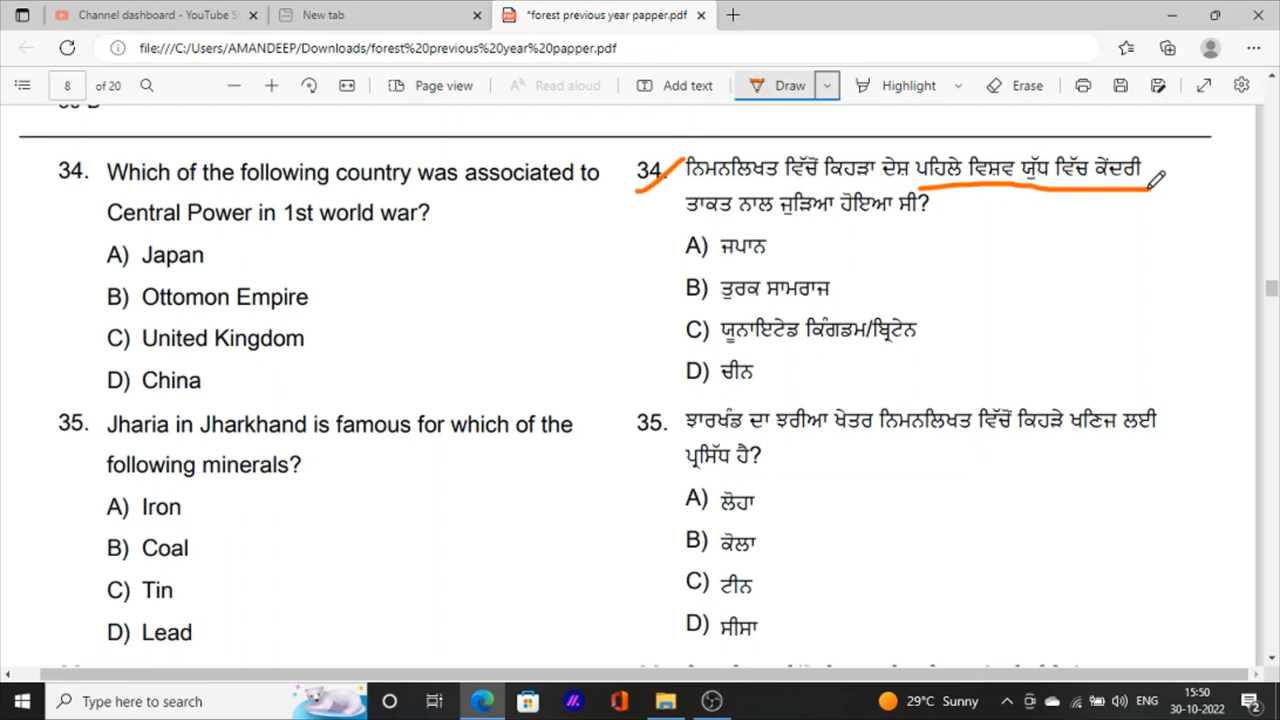 Channel dashboard - YouTube S
New tab
*forest previous year papper.pdf
file:///C:/Users/AMANDEEP/Downloads/forest%20previous%20year%20papper.pdf
8 of 20
Page view
Read aloud
Add text
Draw
Highlight
Erase
34. Which of the following country was associated to
Central Power in 1st world war?
A) Japan
B) Ottomon Empire
C) United Kingdom
D) China
35. Jharia in Jharkhand is famous for which of the
following minerals?
A) Iron
B) Coal
C) Tin
D) Lead
34. ਨਿਮਨਲਿਖਤ ਵਿੱਚੋਂ ਕਿਹੜਾ ਦੇਸ਼ ਪਹਿਲੇ ਵਿਸ਼ਵ ਯੁੱਧ ਵਿੱਚ ਕੇਂਦਰੀ
ਤਾਕਤ ਨਾਲ ਜੁੜਿਆ ਹੋਇਆ ਸੀ?
A) ਜਪਾਨ
B) ਤੁਰਕ ਸਾਮਰਾਜ
C) ਯੂਨਾਇਟੇਡ ਕਿੰਗਡਮ/ਬ੍ਰਿਟੇਨ
D) ਚੀਨ
35. ਝਾਰਖੰਡ ਦਾ ਝਰੀਆ ਖੇਤਰ ਨਿਮਨਲਿਖਤ ਵਿੱਚੋਂ ਕਿਹੜੇ ਖਣਿਜ ਲਈ
ਪ੍ਰਸਿੱਧ ਹੈ?
A) ਲੋਹਾ
B) ਕੋਲਾ
C) ਟੀਨ
D) ਸੀਸਾ
Type here to search
29°C Sunny
ENG
15:50
30-10-2022
2